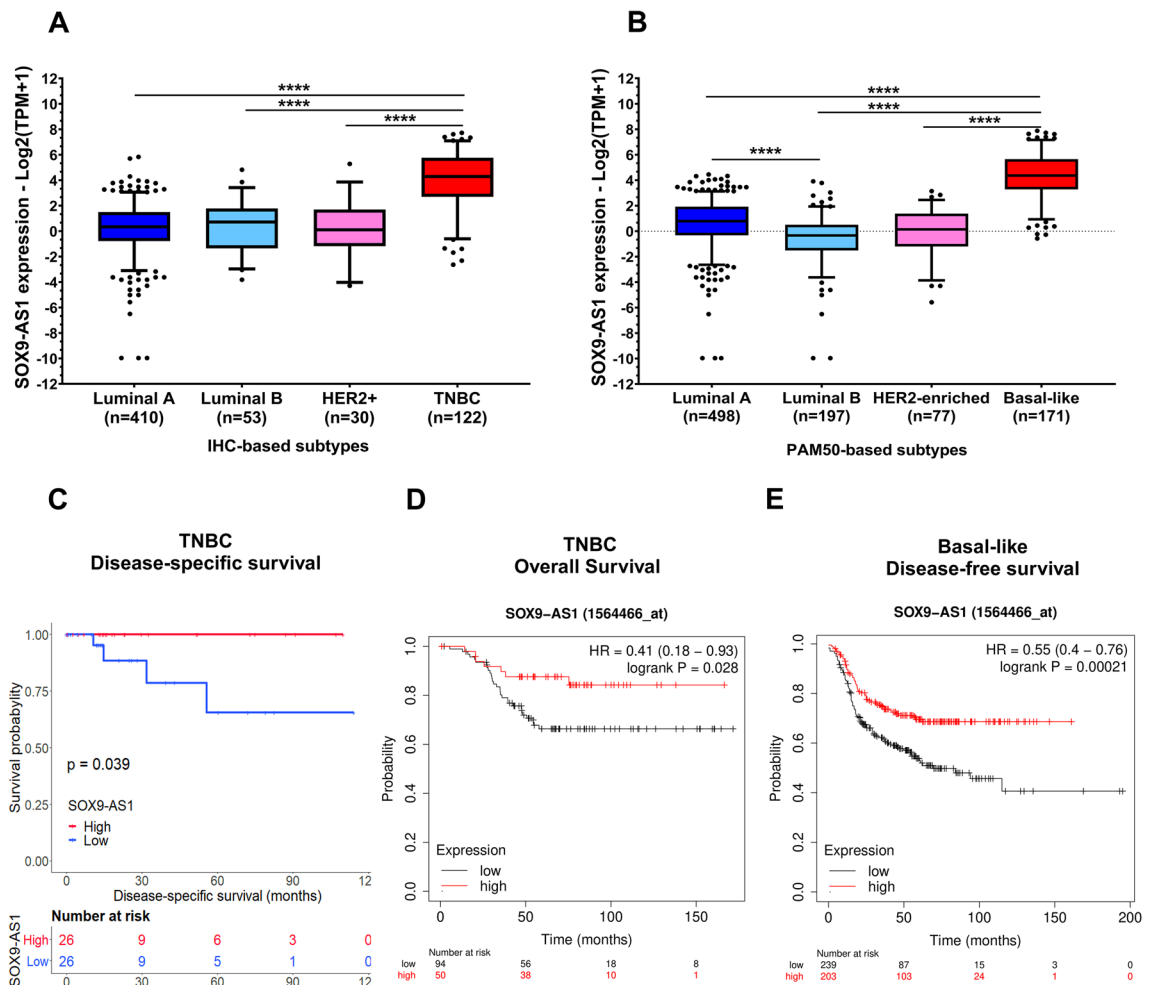 A
SOX9-AS1 expression - Log2(TPM+1)
12
10
8
6
4
2
0
-2
-4
-6
-8
-10
-12
****
****
****
Luminal A
(n=410)
Luminal B
(n=53)
HER2+
(n=30)
TNBC
(n=122)
IHC-based subtypes
B
SOX9-AS1 expression - Log2(TPM+1)
12
10
8
6
4
2
0
-2
-4
-6
-8
-10
-12
****
****
****
****
Luminal A
(n=498)
Luminal B
(n=197)
HER2-enriched
(n=77)
Basal-like
(n=171)
PAM50-based subtypes
C
TNBC
Disease-specific survival
Survival probabylity
1.00
0.75
0.50
0.25
0.00
p = 0.039
SOX9-AS1
High
Low
0 30 60 90 12
Disease-specific survival (months)
Number at risk
SOX9-AS1
High 26 9 6 3 0
Low 26 9 5 1 0
0 30 60 90 12
D
TNBC
Overall Survival
SOX9−AS1 (1564466_at)
HR = 0.41 (0.18 − 0.93)
logrank P = 0.028
Probability
1.0
0.8
0.6
0.4
0.2
0.0
Expression
low
high
0 50 100 150
Time (months)
Number at risk
low 94 56 18 8
high 50 38 10 1
E
Basal-like
Disease-free survival
SOX9−AS1 (1564466_at)
HR = 0.55 (0.4 − 0.76)
logrank P = 0.00021
Probability
1.0
0.8
0.6
0.4
0.2
0.0
Expression
low
high
0 50 100 150 200
Time (months)
Number at risk
low 239 87 15 3 0
high 203 103 24 1 0